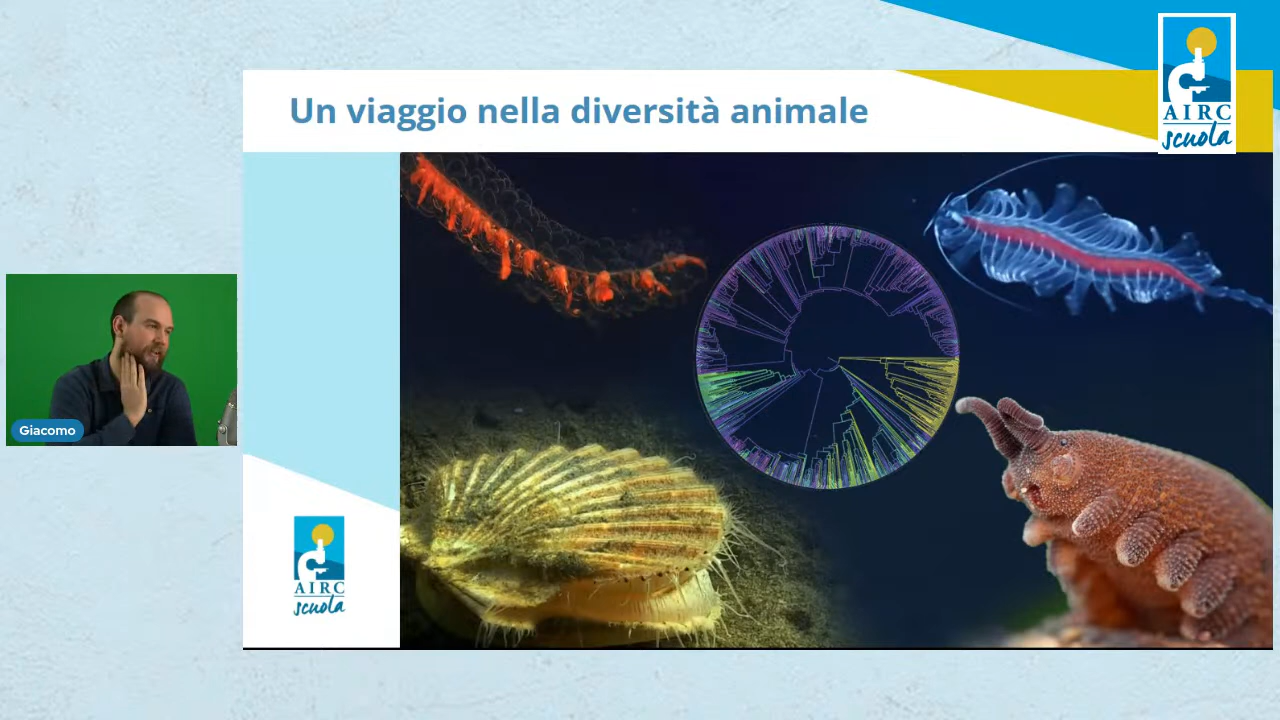 Un viaggio nella diversità animale
AIRC
scuola
Giacomo
AIRC
scuola